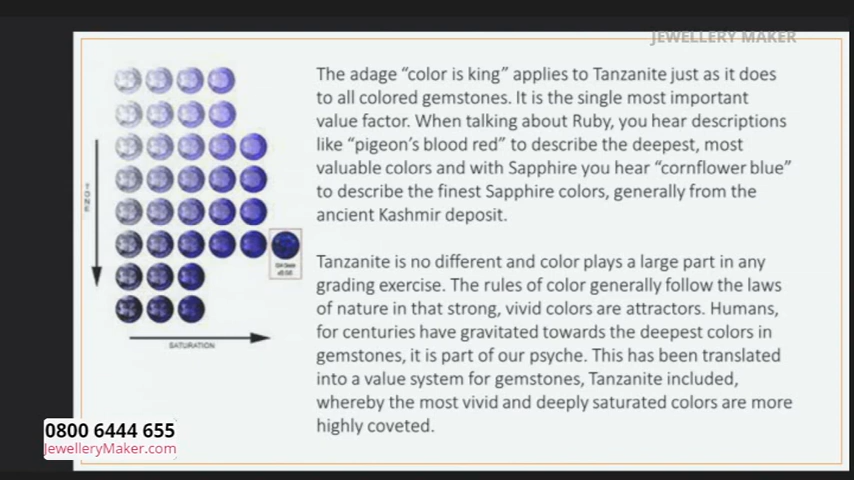 JEWELLERY MAKER
The adage “color is king” applies to Tanzanite just as it does
to all colored gemstones. It is the single most important
value factor. When talking about Ruby, you hear descriptions
like “pigeon’s blood red” to describe the deepest, most
valuable colors and with Sapphire you hear “cornflower blue”
to describe the finest Sapphire colors, generally from the
ancient Kashmir deposit.
Tanzanite is no different and color plays a large part in any
grading exercise. The rules of color generally follow the laws
of nature in that strong, vivid colors are attractors. Humans,
for centuries have gravitated towards the deepest colors in
gemstones, it is part of our psyche. This has been translated
into a value system for gemstones, Tanzanite included,
whereby the most vivid and deeply saturated colors are more
highly coveted.
TONE
SATURATION
0800 6444 655
JewelleryMaker.com